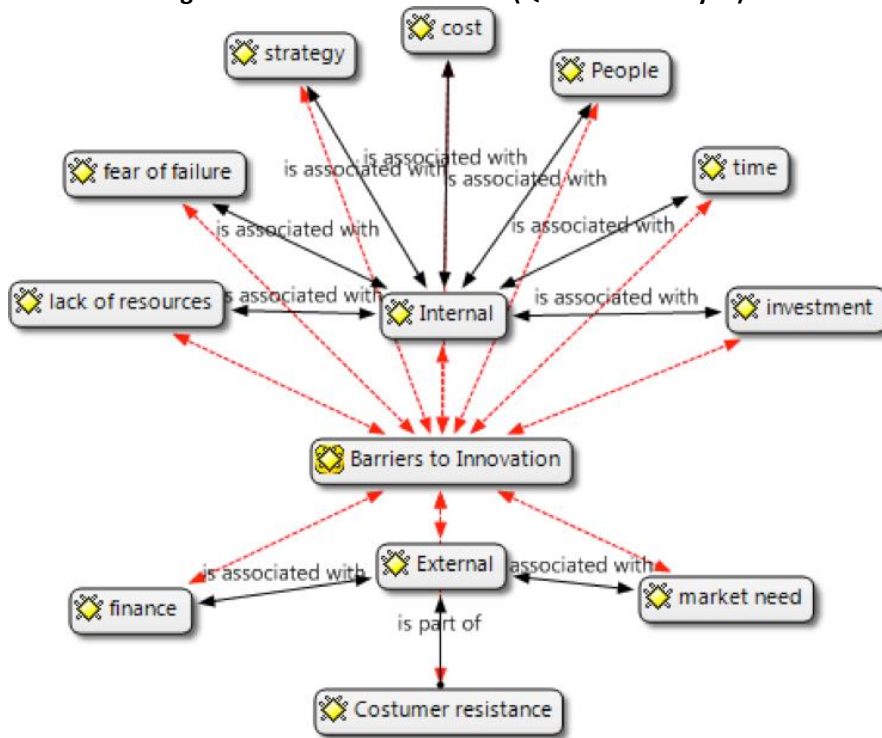 cost
strategy
People
is associated with
is associated with
is associated with
fear of failure
time
is associated with
is associated with
lack of resources
is associated with
Internal
is associated with
investment
Barriers to Innovation
is associated with
External
associated with
finance
market need
is part of
Costumer resistance